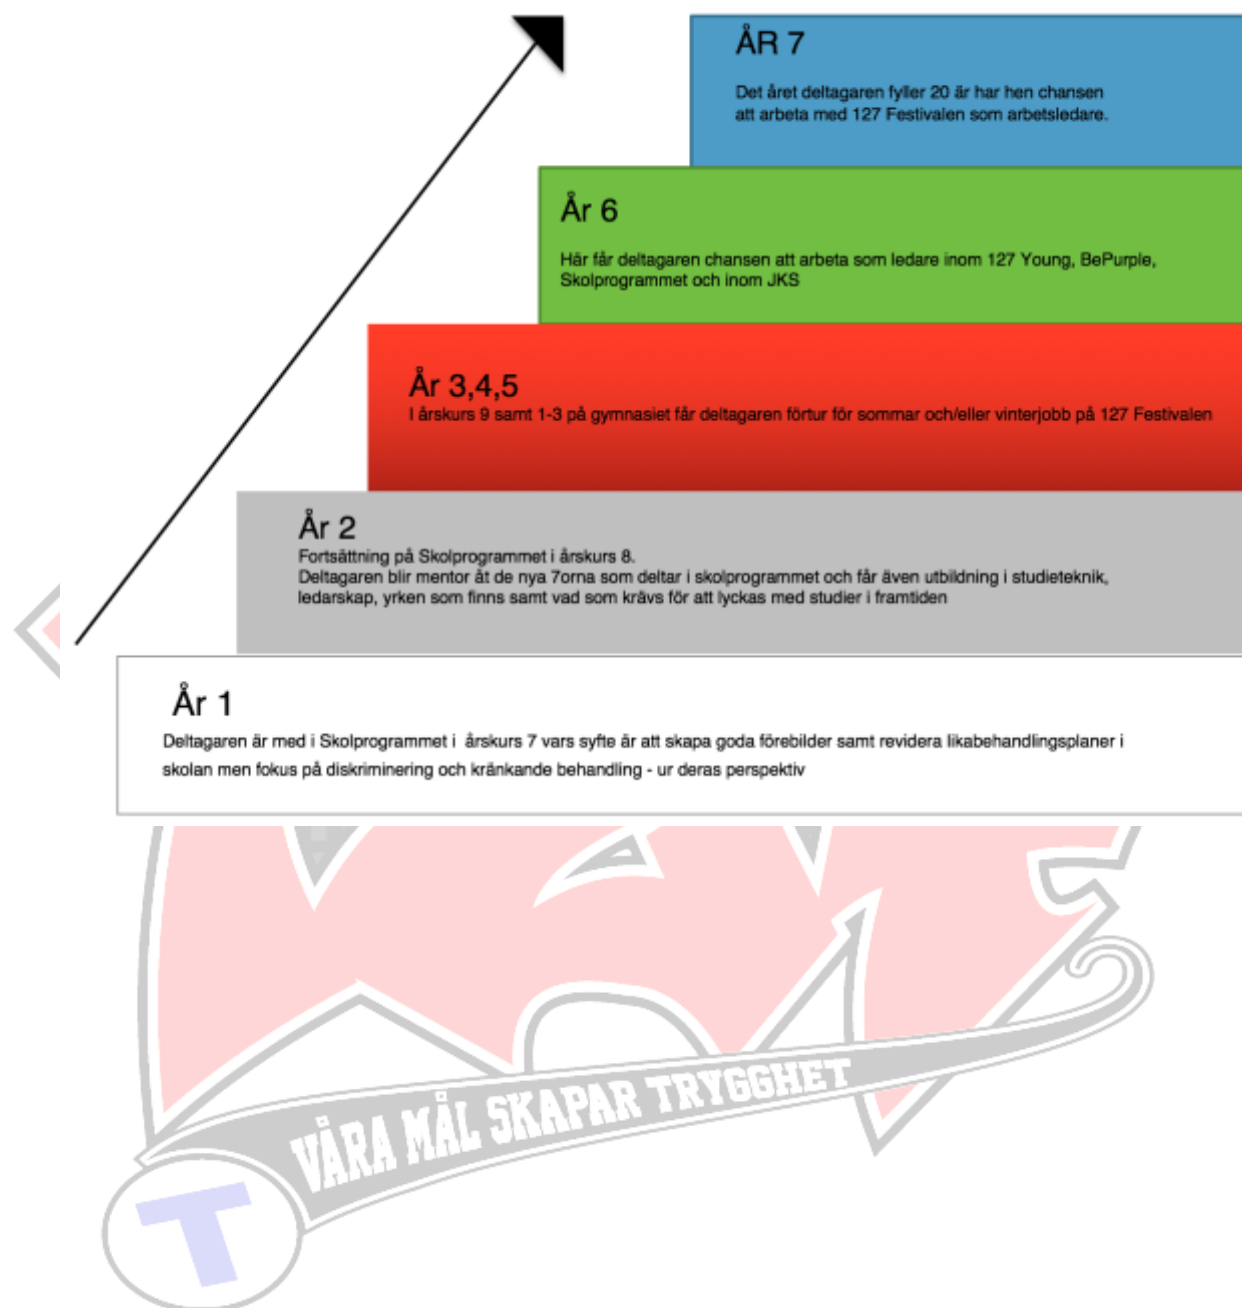 ÅR 7
Det året deltagaren fyller 20 är har hen chansen
att arbeta med 127 Festivalen som arbetsledare.
År 6
Här får deltagaren chansen att arbeta som ledare inom 127 Young, BePurple,
Skolprogrammet och inom JKS
År 3,4,5
I årskurs 9 samt 1-3 på gymnasiet får deltagaren förtur för sommar och/eller vinterjobb på 127 Festivalen
År 2
Fortsättning på Skolprogrammet i årskurs 8.
Deltagaren blir mentor åt de nya 7orna som deltar i skolprogrammet och får även utbildning i studieteknik,
ledarskap, yrken som finns samt vad som krävs för att lyckas med studier i framtiden
År 1
Deltagaren är med i Skolprogrammet i årskurs 7 vars syfte är att skapa goda förebilder samt revidera likabehandlingsplaner i
skolan men fokus på diskriminering och kränkande behandling - ur deras perspektiv
VÅRA MÅL SKAPAR TRYGGHET
T